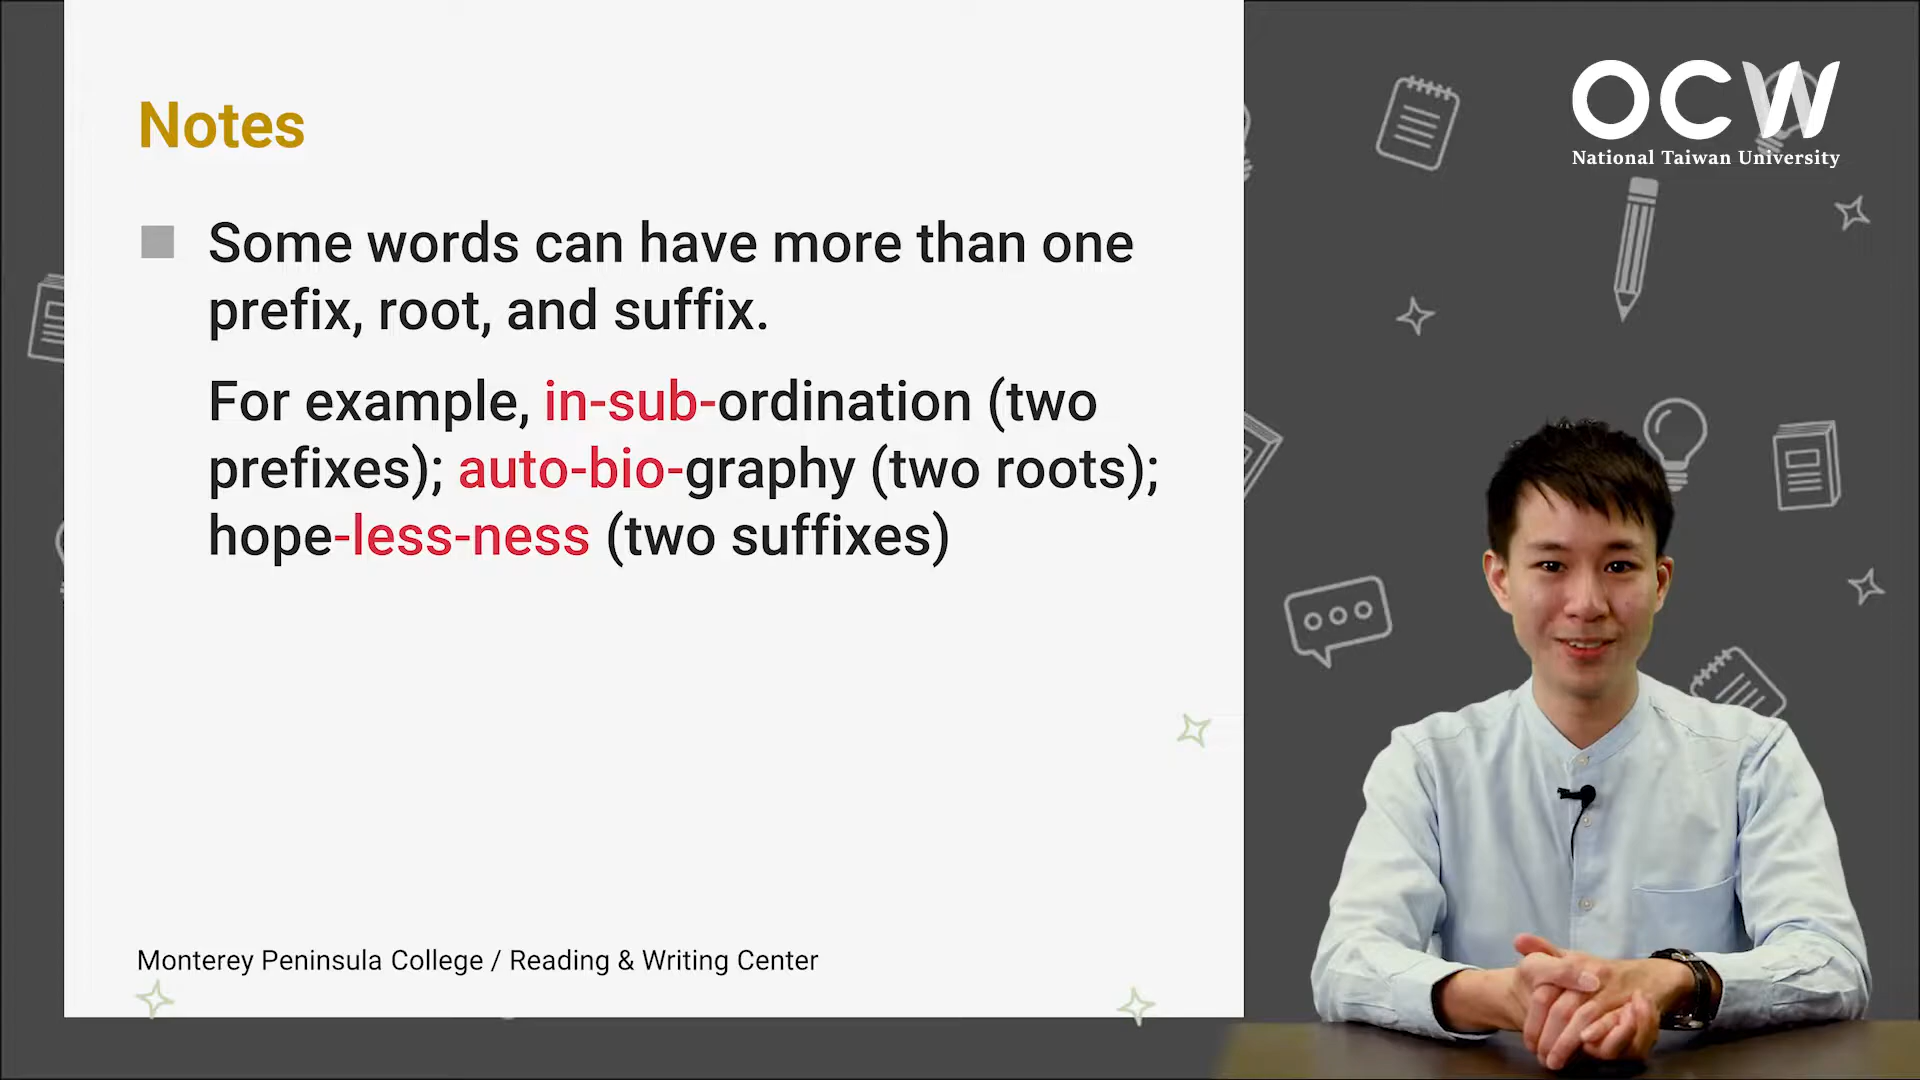 Notes
Some words can have more than one
prefix, root, and suffix.
For example, in-sub-ordination (two
prefixes); auto-bio-graphy (two roots);
hope-less-ness (two suffixes)
Monterey Peninsula College / Reading & Writing Center
OCW
National Taiwan University